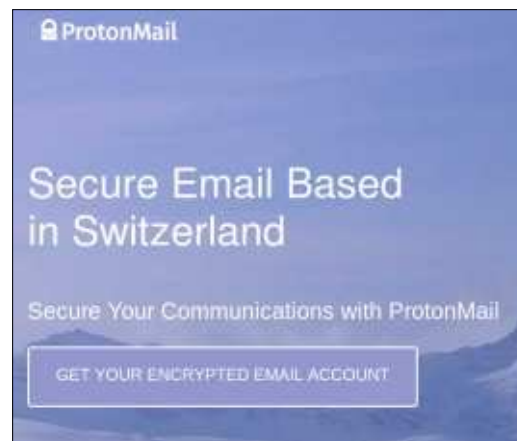 ProtonMail
Secure Email Based
in Switzerland
Secure Your Communications with ProtonMail
GET YOUR ENCRYPTED EMAIL ACCOUNT